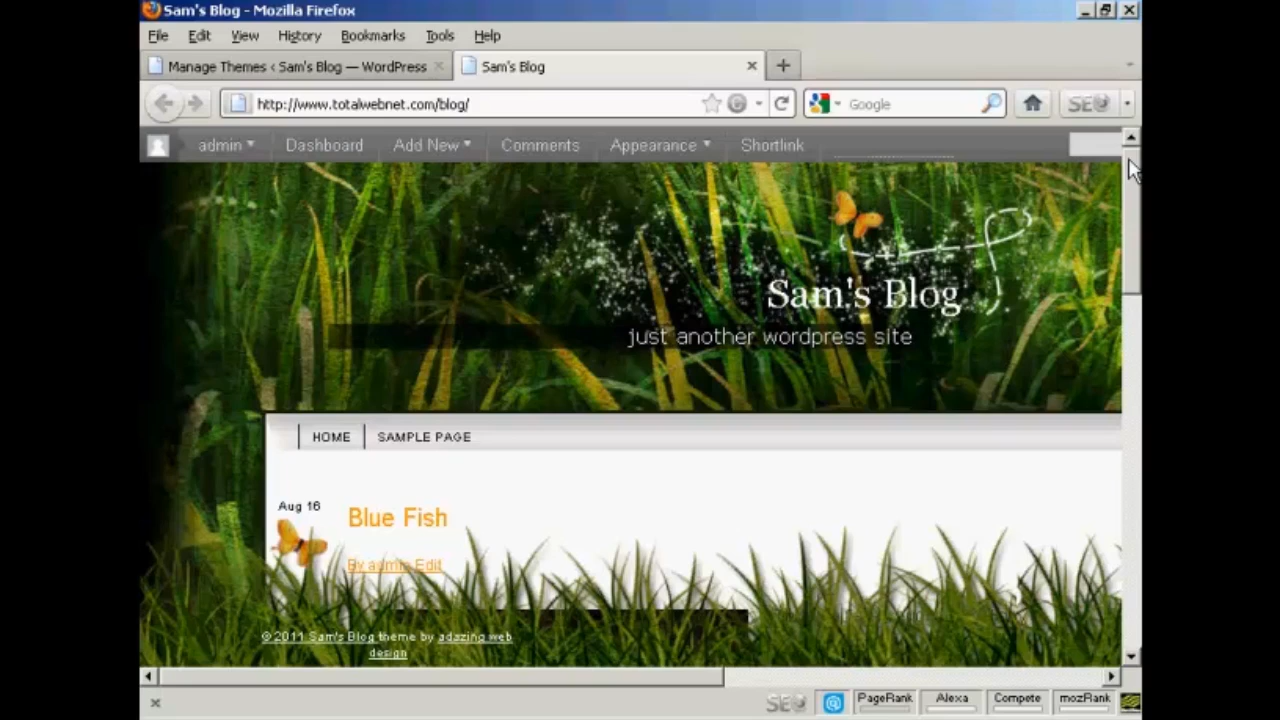 Sam's Blog - Mozilla Firefox
File Edit View History Bookmarks Tools Help
Manage Themes ‹ Sam's Blog — WordPress Sam's Blog
http://www.totalwebnet.com/blog/ Google SEO
admin Dashboard Add New Comments Appearance Shortlink
Sam's Blog
just another wordpress site
HOME SAMPLE PAGE
Aug 16
Blue Fish
By admin Edit
© 2011 Sam's Blog theme by adazing web
design
SEO PageRank Alexa Compete mozRank